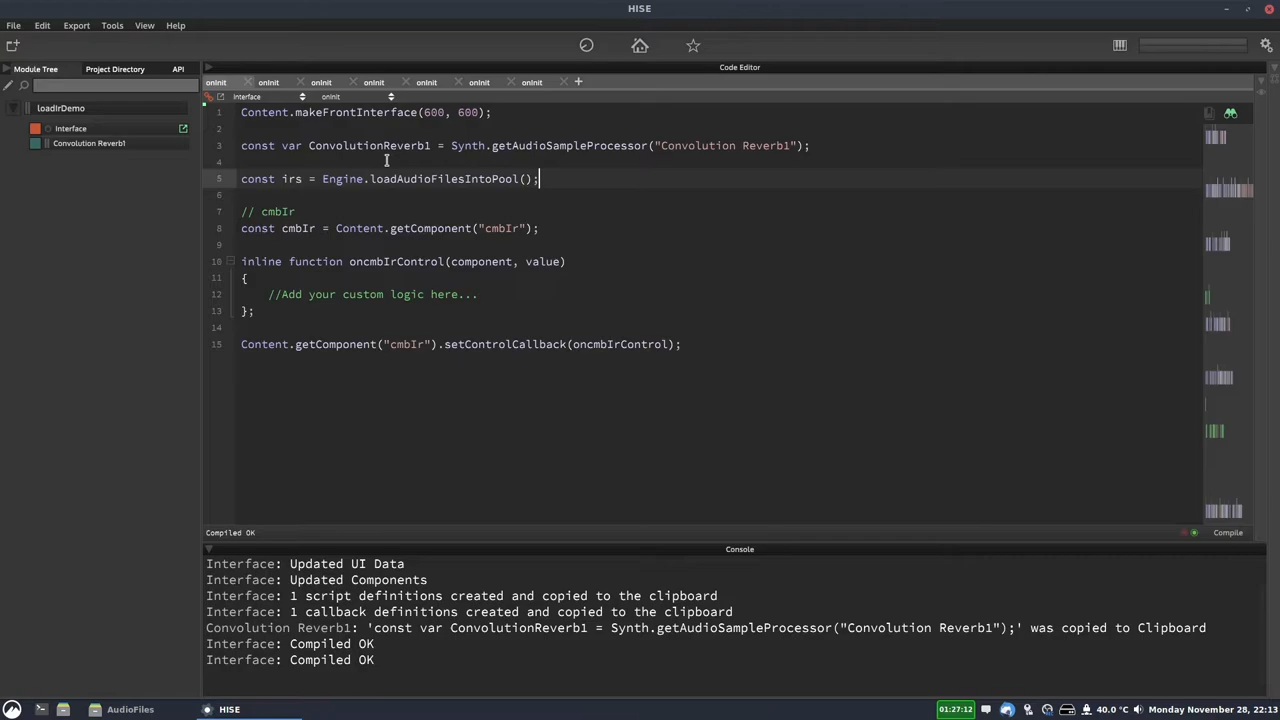 HISE
File Edit Export Tools View Help
Module Tree Project Directory API
Code Editor
onInit onInit onInit onInit onInit onInit onInit
Interface onInit
loadIrDemo
Interface
Convolution Reverb1
1 Content.makeFrontInterface(600, 600);
2
3 const var ConvolutionReverb1 = Synth.getAudioSampleProcessor("Convolution Reverb1");
4
5 const irs = Engine.loadAudioFilesIntoPool();
6
7 // cmbIr
8 const cmbIr = Content.getComponent("cmbIr");
9
10 inline function oncmbIrControl(component, value)
11 {
12 //Add your custom logic here...
13 };
14
15 Content.getComponent("cmbIr").setControlCallback(oncmbIrControl);
Compiled OK
Compile
Console
Interface: Updated UI Data
Interface: Updated Components
Interface: 1 script definitions created and copied to the clipboard
Interface: 1 callback definitions created and copied to the clipboard
Convolution Reverb1: 'const var ConvolutionReverb1 = Synth.getAudioSampleProcessor("Convolution Reverb1");' was copied to Clipboard
Interface: Compiled OK
Interface: Compiled OK
AudioFiles HISE 01:27:12 40.0 °C Monday November 28, 22:13